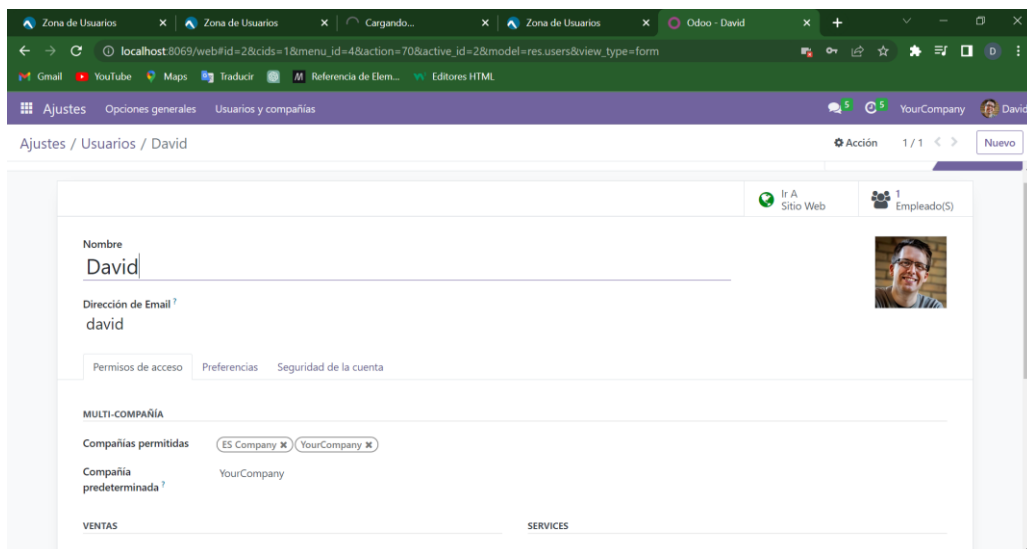 Zona de Usuarios Zona de Usuarios Cargando... Zona de Usuarios Odoo - David
localhost:8069/web#id=2&cids=1&menu_id=4&action=70&active_id=2&model=res.users&view_type=form D
Gmail YouTube Maps Traducir Referencia de Elem... Editores HTML
Ajustes Opciones generales Usuarios y compañías 5 5 YourCompany David
Ajustes / Usuarios / David Acción 1 / 1 Nuevo
Ir A
Sitio Web
1
Empleado(S)
Nombre
David
Dirección de Email ?
david
Permisos de acceso Preferencias Seguridad de la cuenta
MULTI-COMPAÑÍA
Compañías permitidas ES Company YourCompany
Compañía
predeterminada ? YourCompany
VENTAS SERVICES